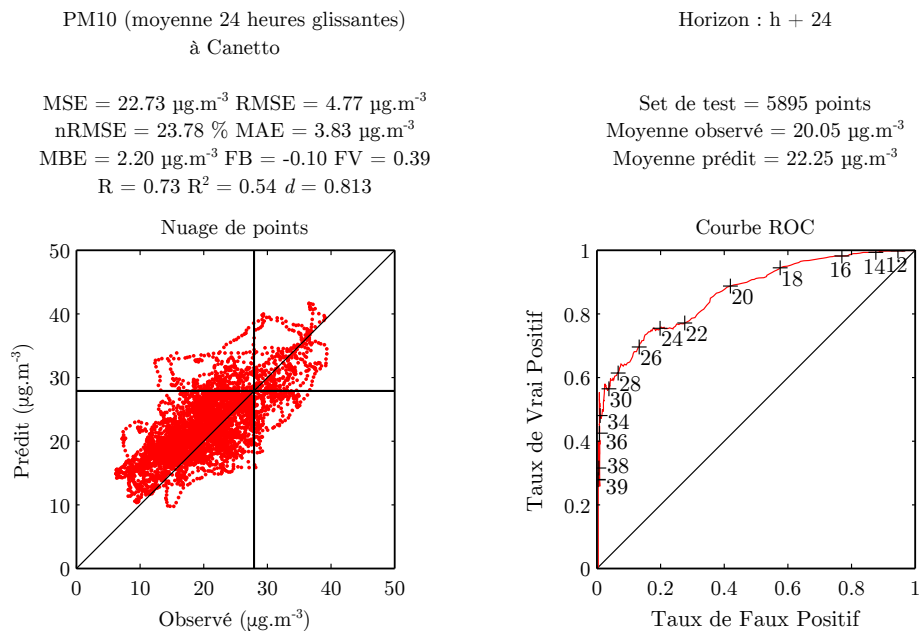 PM10 (moyenne 24 heures glissantes)
à Canetto
Horizon : h + 24
MSE = 22.73 µg.m-3 RMSE = 4.77 µg.m-3
nRMSE = 23.78 % MAE = 3.83 µg.m-3
MBE = 2.20 µg.m-3 FB = -0.10 FV = 0.39
R = 0.73 R2 = 0.54 d = 0.813
Set de test = 5895 points
Moyenne observé = 20.05 µg.m-3
Moyenne prédit = 22.25 µg.m-3
Nuage de points
50
40
30
20
10
0
0 10 20 30 40 50
Prédit (µg.m-3)
Observé (µg.m-3)
Courbe ROC
1
0.8
0.6
0.4
0.2
0
0 0.2 0.4 0.6 0.8 1
Taux de Vrai Positif
Taux de Faux Positif
12
14
16
18
20
22
24
26
28
30
34
36
38
39